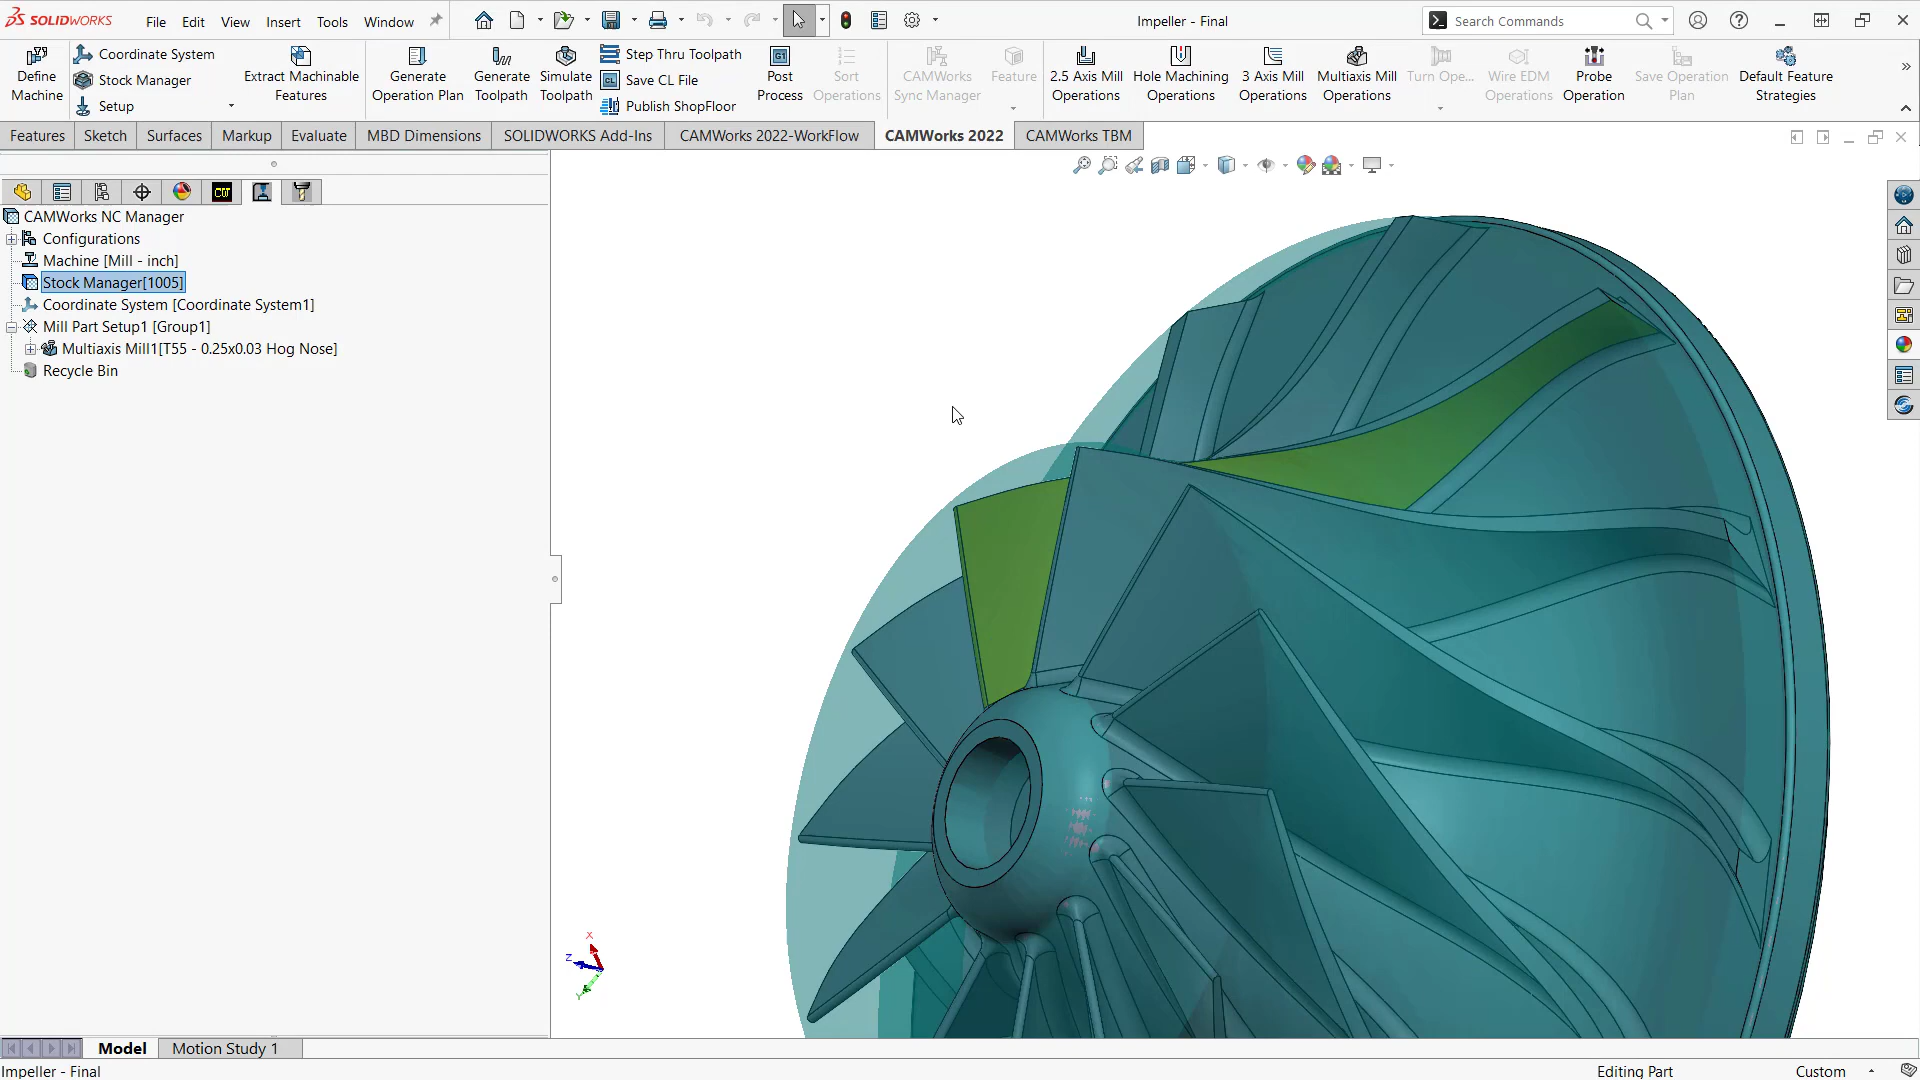 SOLIDWORKS File Edit View Insert Tools Window Impeller - Final Search Commands
Define Machine
Coordinate System
Stock Manager
Setup
Extract Machinable Features
Generate Operation Plan
Generate Toolpath
Simulate Toolpath
Step Thru Toolpath
Save CL File
Publish ShopFloor
Post Process
Sort Operations
CAMWorks Sync Manager
Feature
2.5 Axis Mill Operations
Hole Machining Operations
3 Axis Mill Operations
Multiaxis Mill Operations
Turn Ope...
Wire EDM Operations
Probe Operation
Save Operation Plan
Default Feature Strategies
Features Sketch Surfaces Markup Evaluate MBD Dimensions SOLIDWORKS Add-Ins CAMWorks 2022-WorkFlow CAMWorks 2022 CAMWorks TBM
CAMWorks NC Manager
Configurations
Machine [Mill - inch]
Stock Manager[1005]
Coordinate System [Coordinate System1]
Mill Part Setup1 [Group1]
Multiaxis Mill1[T55 - 0.25x0.03 Hog Nose]
Recycle Bin
X
Z
Y
Model Motion Study 1
Impeller - Final Editing Part Custom